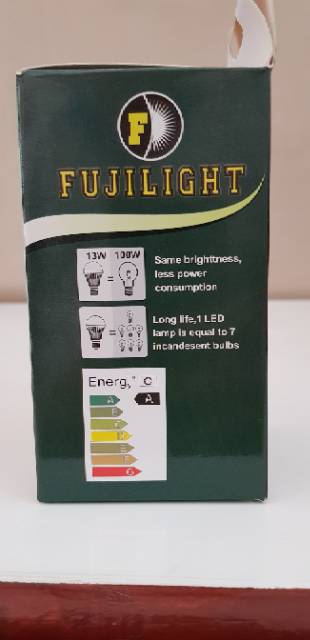 F
FUJILIGHT
13W 100W
=
Same brighttness,
less power
consumption
=
Long life,1 LED
lamp is equal to 7
incandesent bulbs
Energ, C
A A